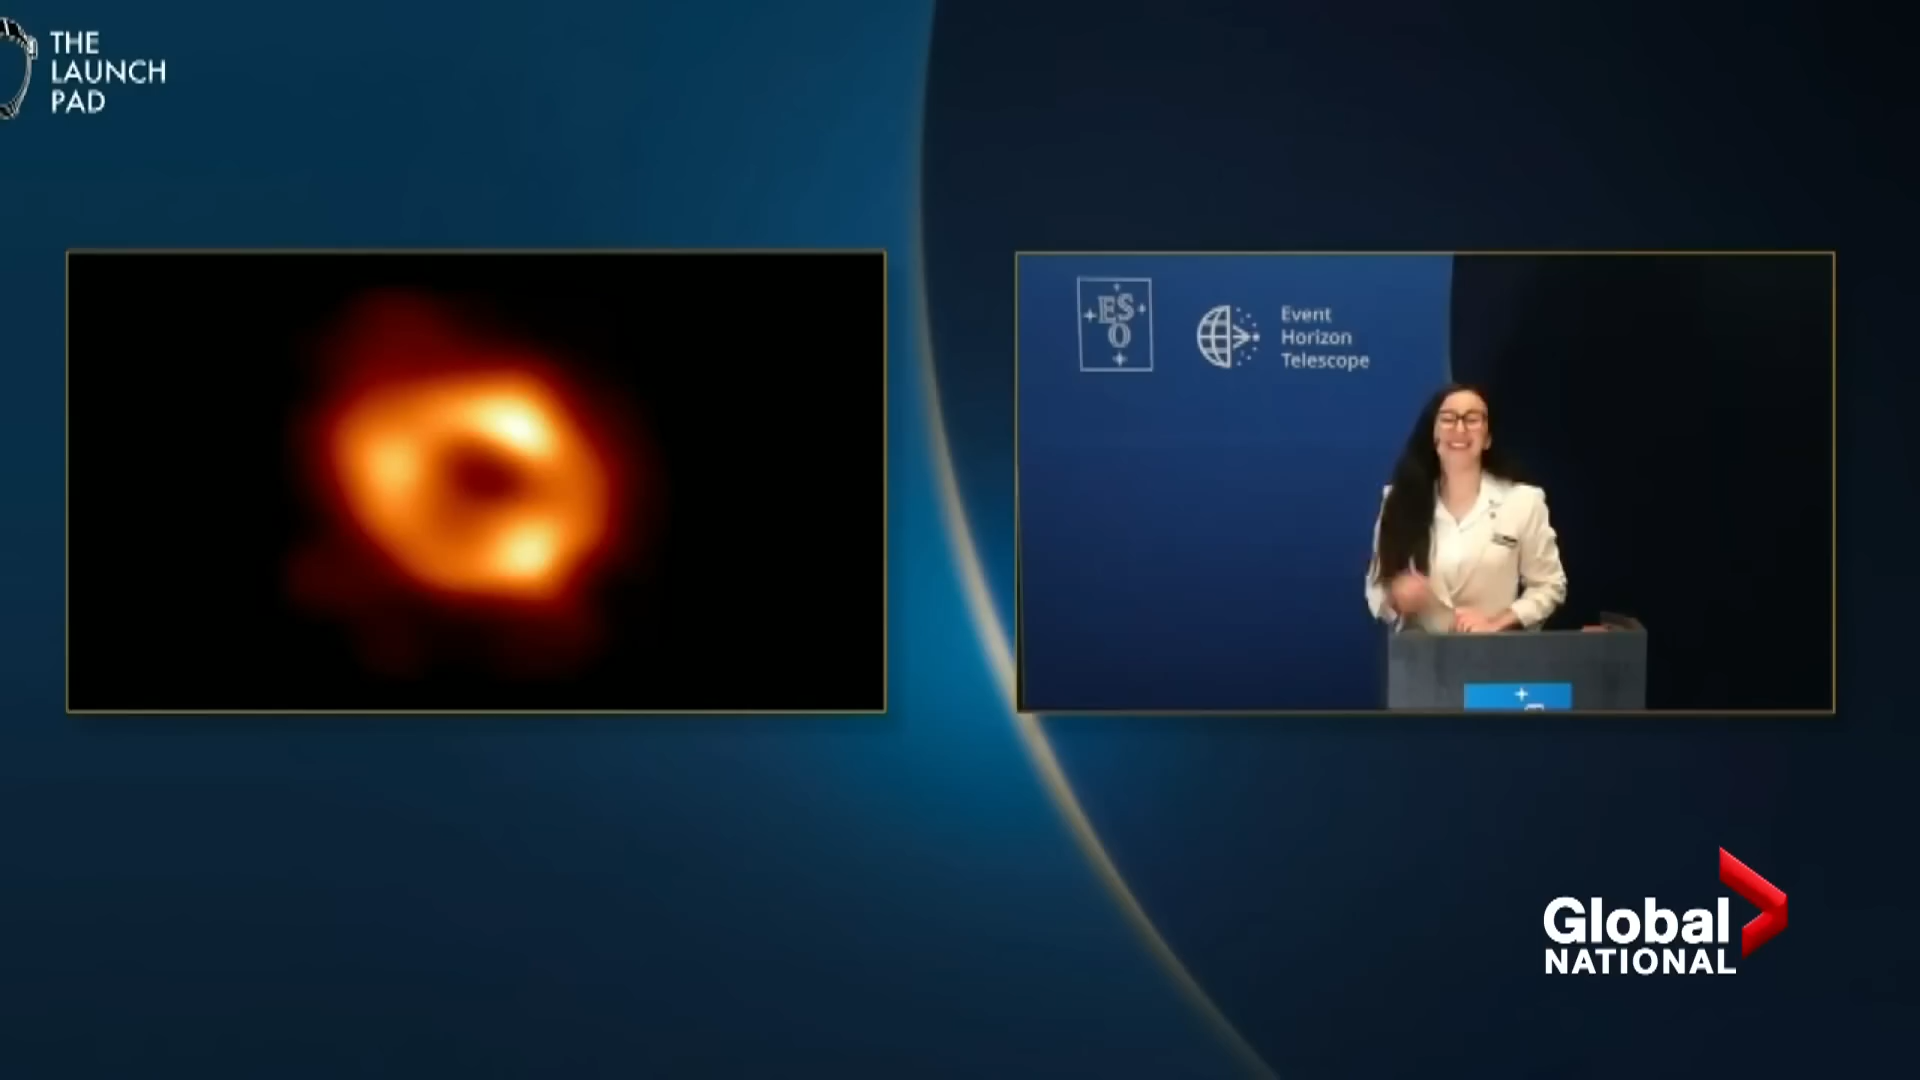 THE
LAUNCH
PAD
ESO
Event
Horizon
Telescope
Global
NATIONAL